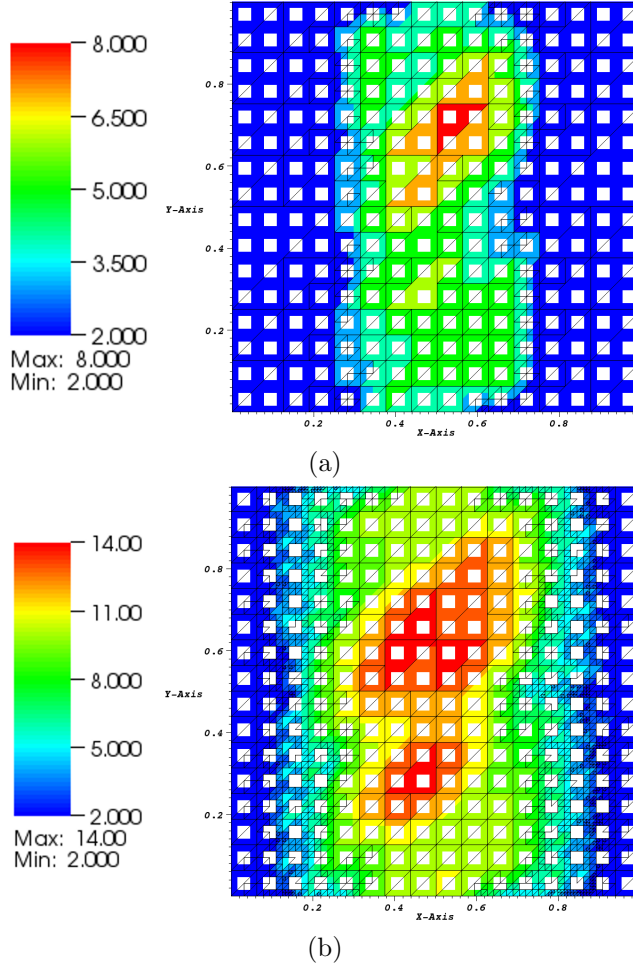 8.000
6.500
5.000
3.500
2.000
Max: 8.000
Min: 2.000
Y-Axis
0.8
0.6
0.4
0.2
0.2 0.4 0.6 0.8
X-Axis
(a)
14.00
11.00
8.000
5.000
2.000
Max: 14.00
Min: 2.000
Y-Axis
0.8
0.6
0.4
0.2
0.2 0.4 0.6 0.8
X-Axis
(b)